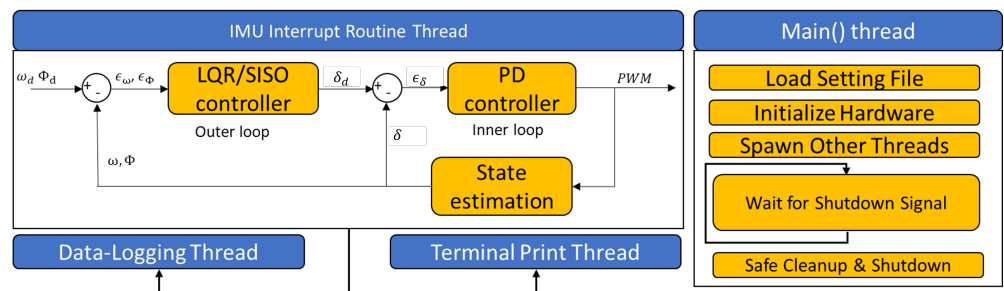 IMU Interrupt Routine Thread
ω_d Φ_d
+
-
ϵ_ω, ϵ_Φ
LQR/SISO
controller
Outer loop
δ_d
+
-
ϵ_δ
PD
controller
Inner loop
PWM
δ
ω, Φ
State
estimation
Data-Logging Thread
Terminal Print Thread
Main() thread
Load Setting File
Initialize Hardware
Spawn Other Threads
Wait for Shutdown Signal
Safe Cleanup & Shutdown